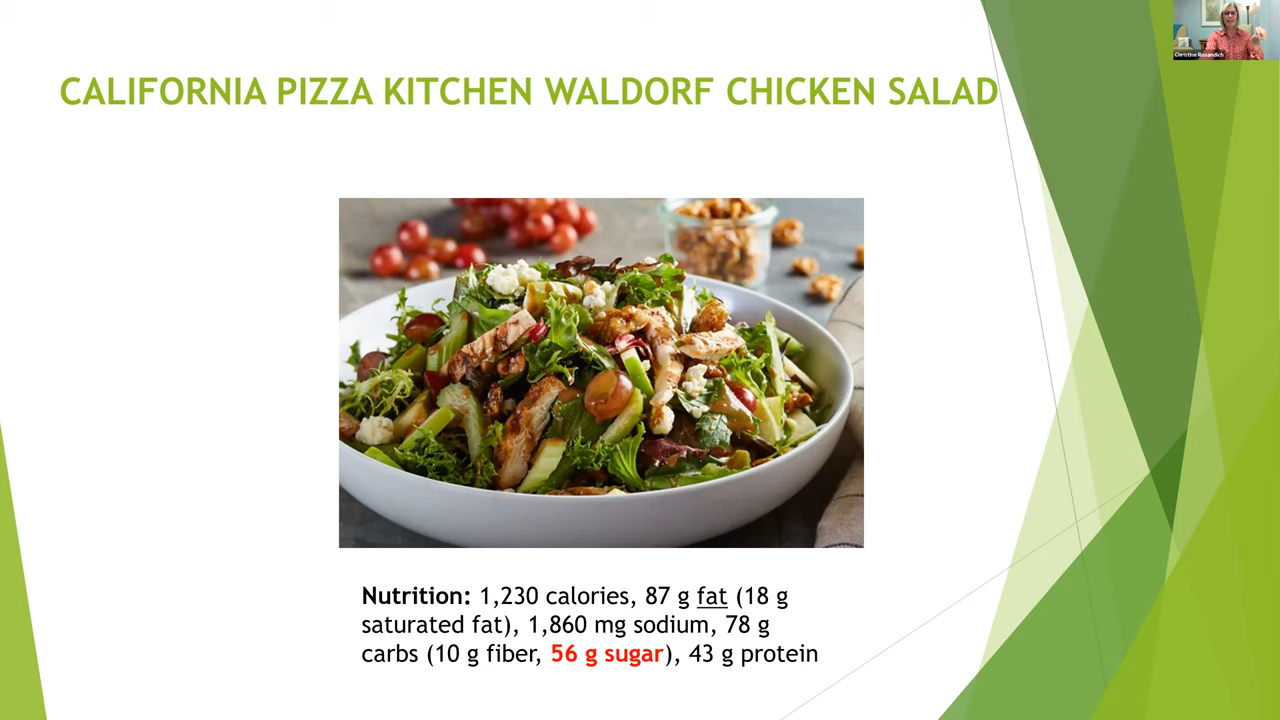 CALIFORNIA PIZZA KITCHEN WALDORF CHICKEN SALAD
Nutrition: 1,230 calories, 87 g fat (18 g
saturated fat), 1,860 mg sodium, 78 g
carbs (10 g fiber, 56 g sugar), 43 g protein